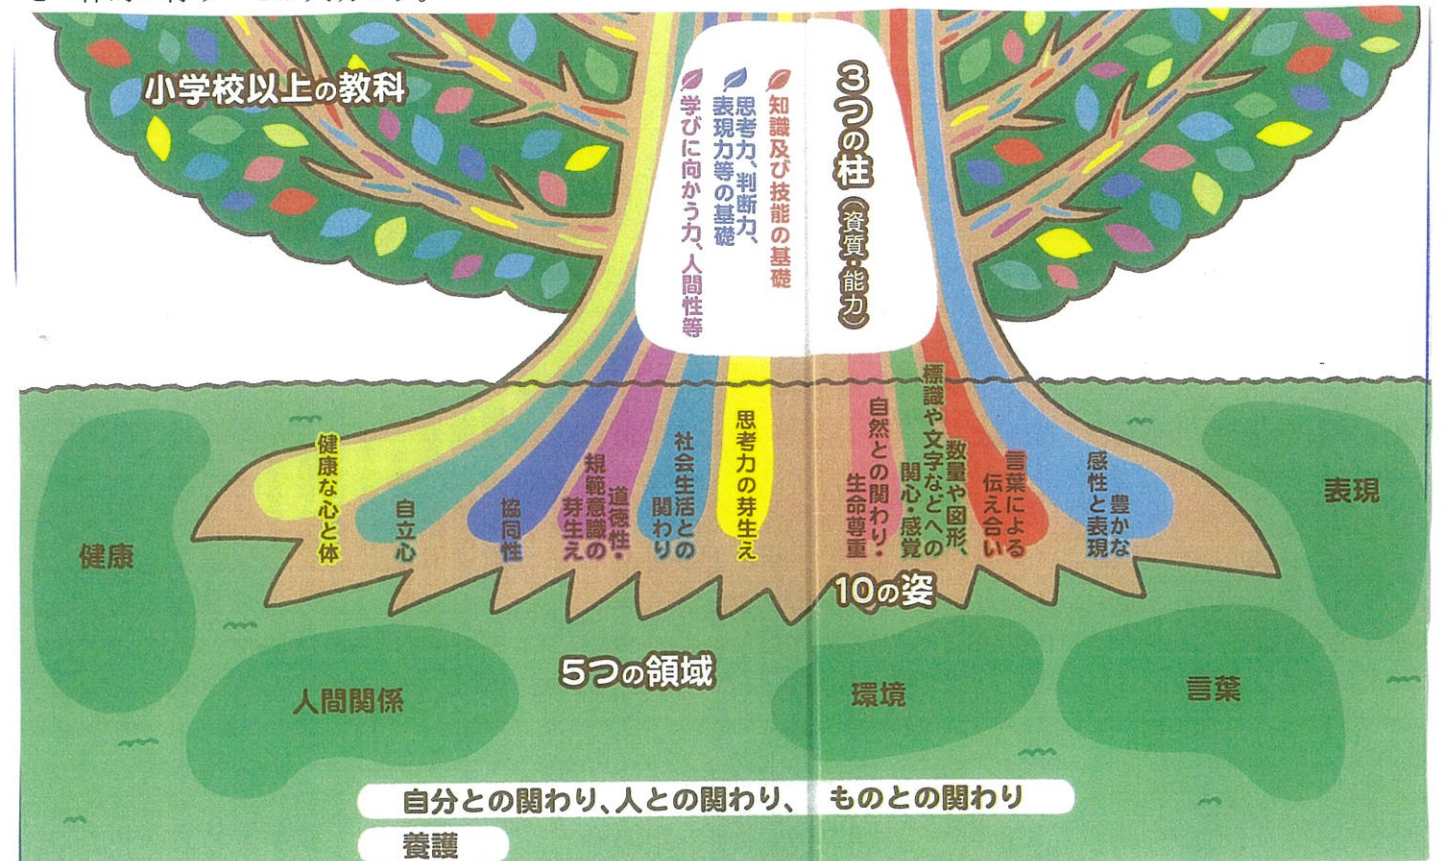 小学校以上の教科
3つの柱(資質・能力)
知識及び技能の基礎
思考力、判断力、
表現力等の基礎
学びに向かう力、人間性等
健康な心と体
自立心
協同性
道徳性・
規範意識の
芽生え
社会生活との
関わり
思考力の芽生え
自然との関わり・
生命尊重
数量や図形、
標識や文字などへの
関心・感覚
言葉による
伝え合い
豊かな
感性と表現
10の姿
5つの領域
健康
人間関係
環境
言葉
表現
自分との関わり、人との関わり、ものとの関わり
養護